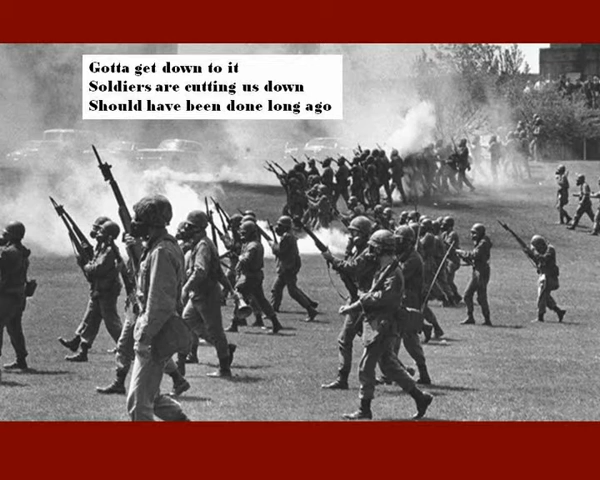 Gotta get down to it
Soldiers are cutting us down
Should have been done long ago